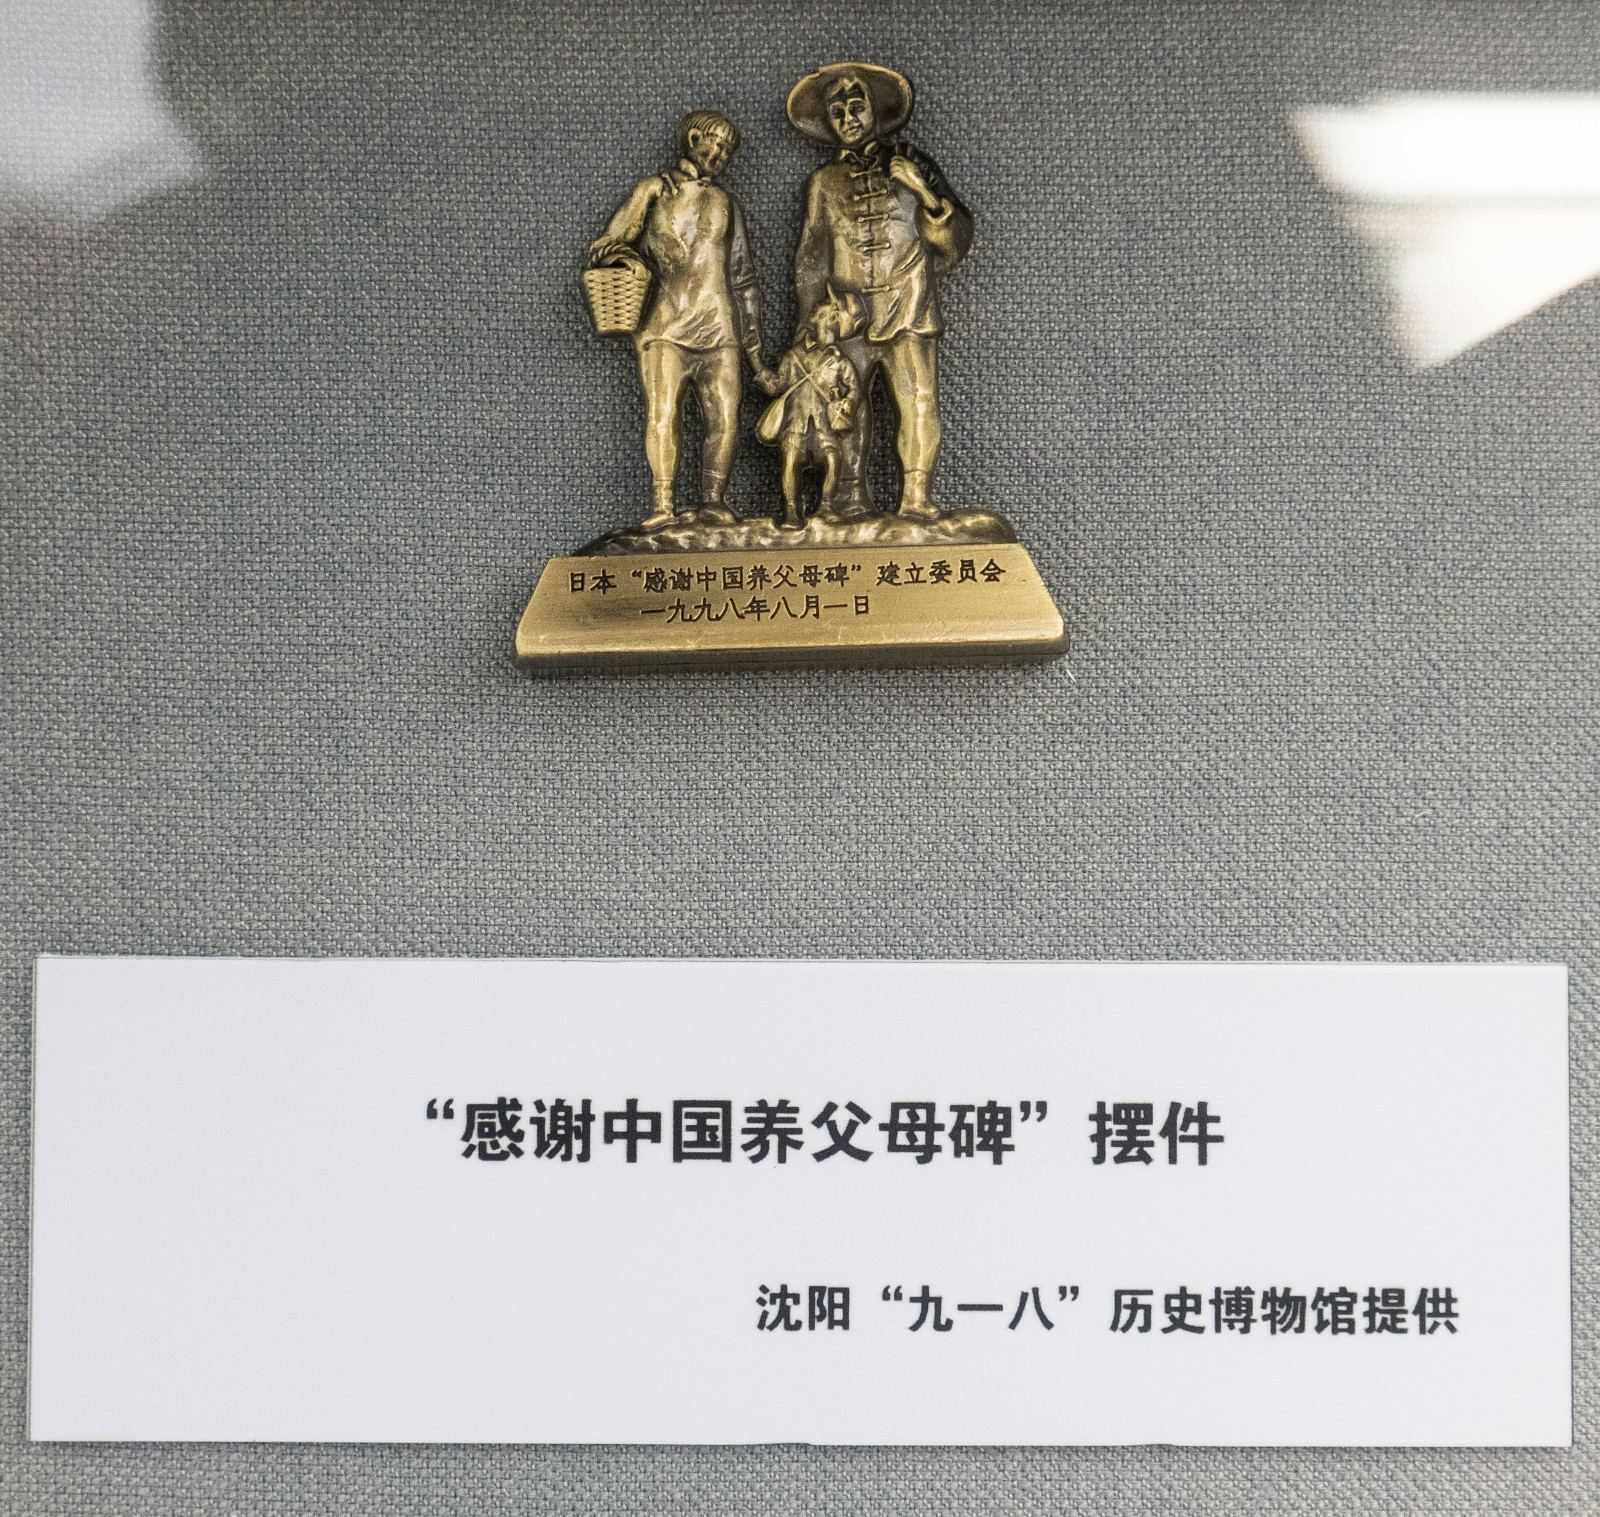 日本“感谢中国养父母碑”建立委员会
一九九八年八月一日
“感谢中国养父母碑”摆件
沈阳“九一八”历史博物馆提供